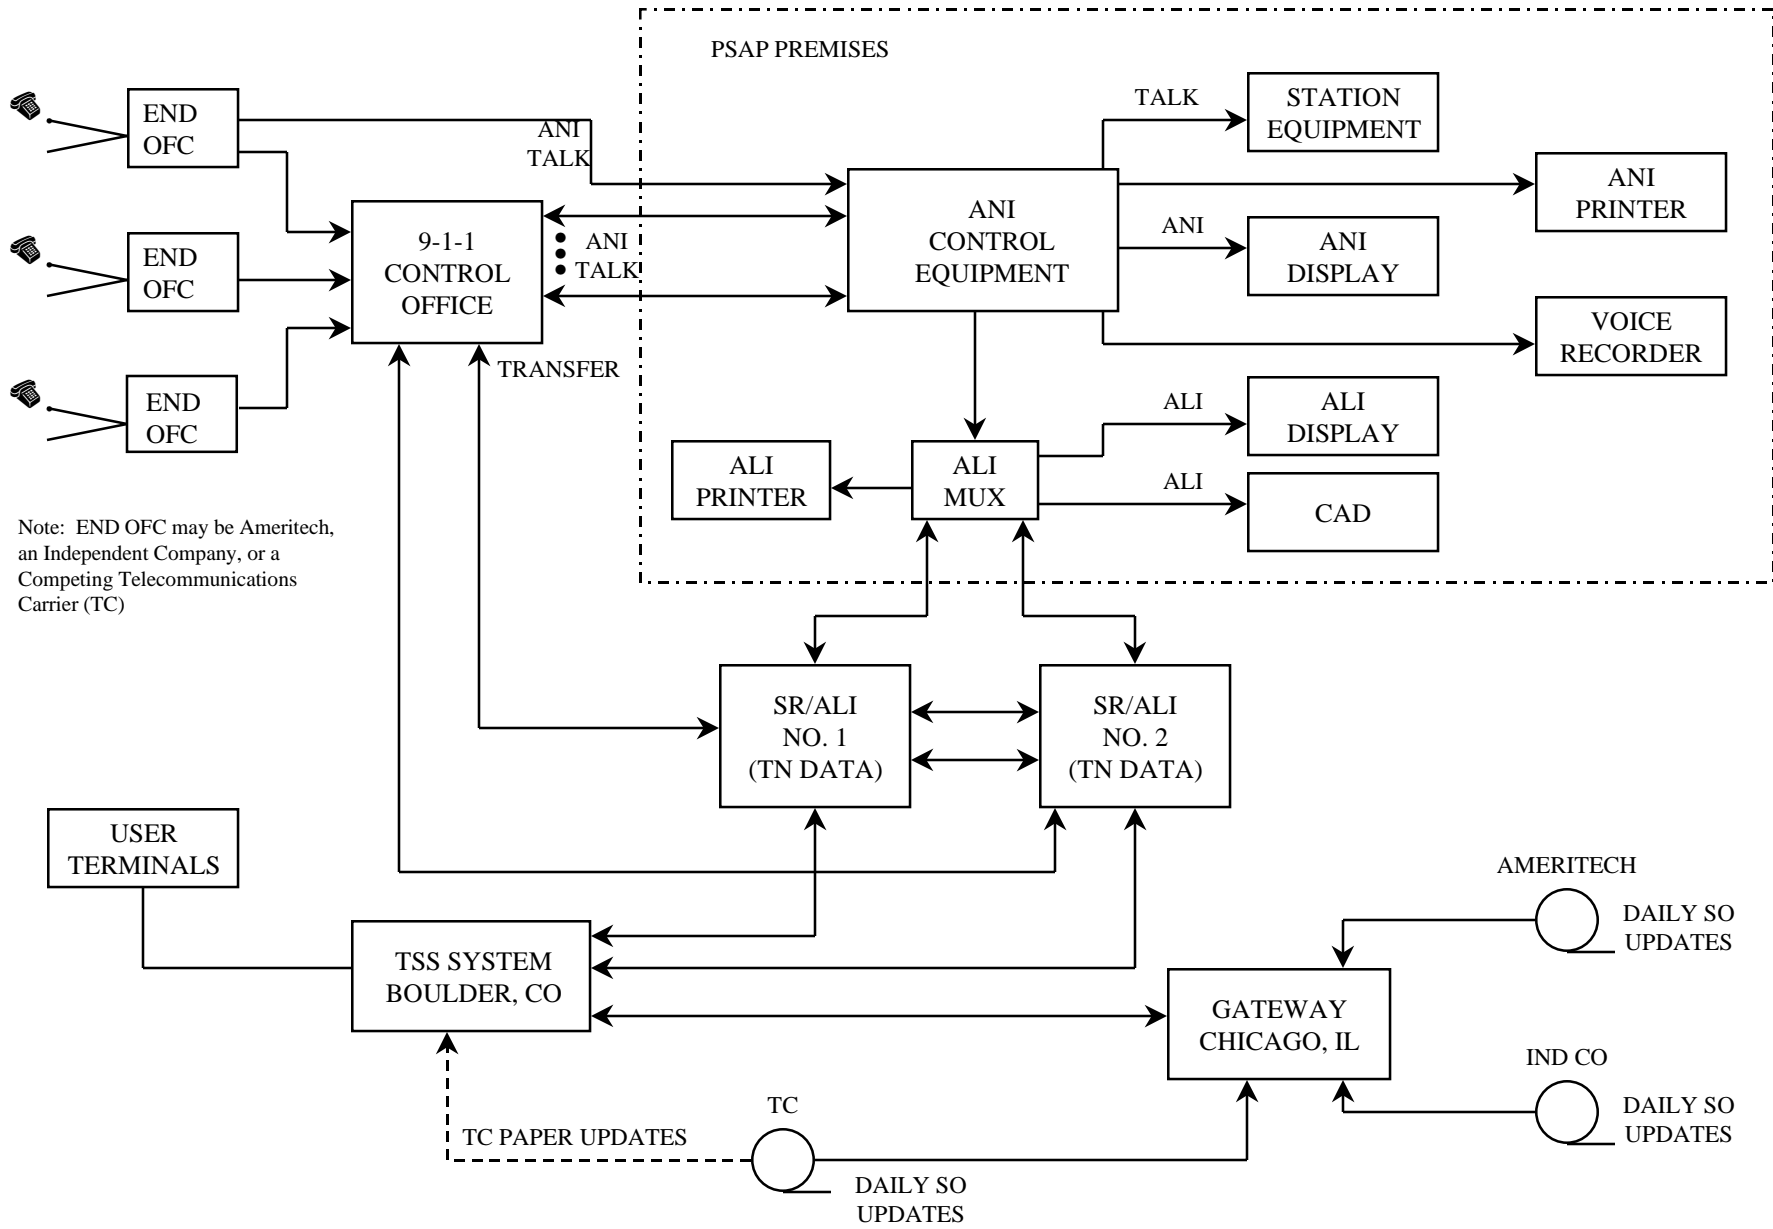 PSAP PREMISES
END
OFC
ANI
TALK
TALK
STATION
EQUIPMENT
ANI
PRINTER
9-1-1
CONTROL
OFFICE
ANI
TALK
ANI
CONTROL
EQUIPMENT
ANI
ANI
DISPLAY
END
OFC
VOICE
RECORDER
TRANSFER
END
OFC
ALI
ALI
DISPLAY
ALI
PRINTER
ALI
MUX
ALI
CAD
Note:  END OFC may be Ameritech,
an Independent Company, or a
Competing Telecommunications
Carrier (TC)
SR/ALI
NO. 1
(TN DATA)
SR/ALI
NO. 2
(TN DATA)
USER
TERMINALS
AMERITECH
DAILY SO
UPDATES
TSS SYSTEM
BOULDER, CO
GATEWAY
CHICAGO, IL
IND CO
DAILY SO
UPDATES
TC
TC PAPER UPDATES
DAILY SO
UPDATES